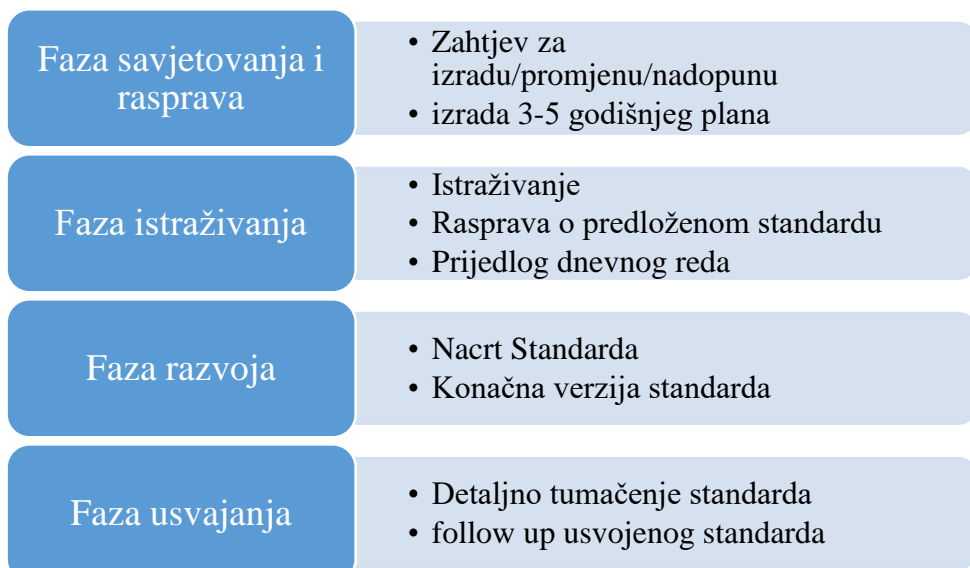 Faza savjetovanja i
rasprava
• Zahtjev za
izradu/promjenu/nadopunu
• izrada 3-5 godišnjeg plana
Faza istraživanja
• Istraživanje
• Rasprava o predloženom standardu
• Prijedlog dnevnog reda
Faza razvoja
• Nacrt Standarda
• Konačna verzija standarda
Faza usvajanja
• Detaljno tumačenje standarda
• follow up usvojenog standarda